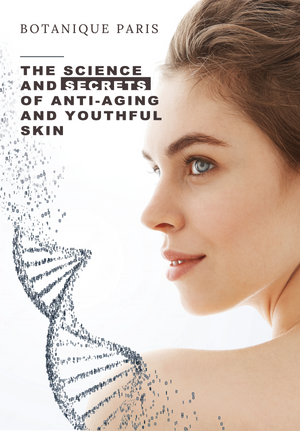 BOTANIQUE PARIS
THE SCIENCE
AND SECRETS
OF ANTI-AGING
AND YOUTHFUL
SKIN